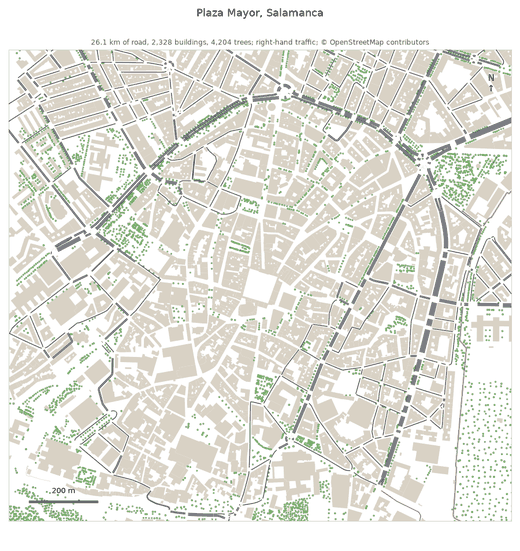 Plaza Mayor, Salamanca
26.1 km of road, 2,328 buildings, 4,204 trees; right-hand traffic; © OpenStreetMap contributors
N
200 m